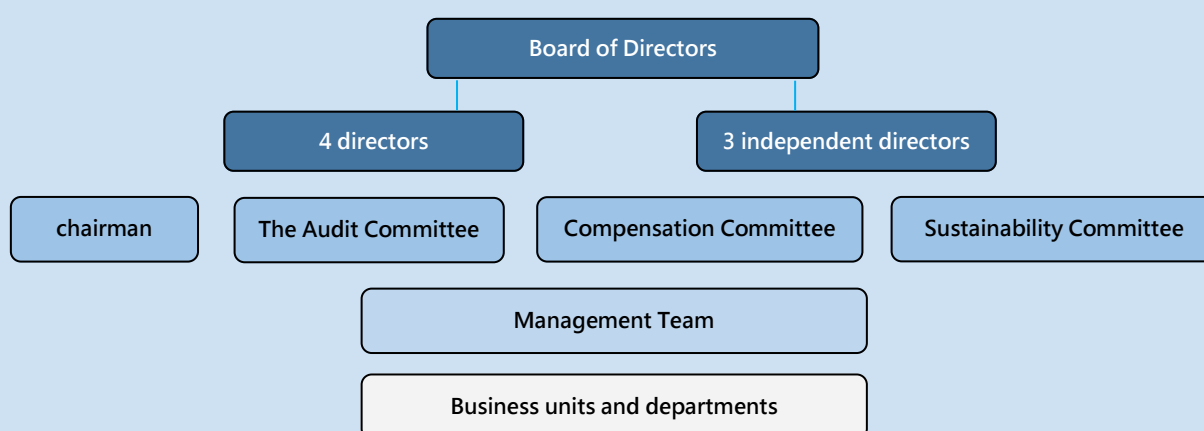 Board of Directors
4 directors
3 independent directors
chairman
The Audit Committee
Compensation Committee
Sustainability Committee
Management Team
Business units and departments